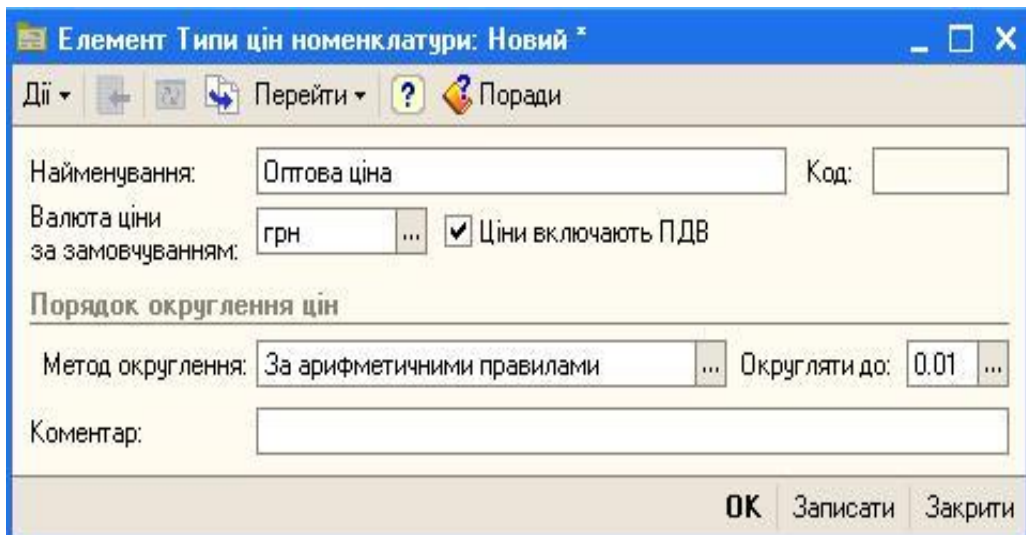 Елемент Типи цін номенклатури: Новий *
Дії Перейти ? Поради
Найменування: Оптова ціна Код:
Валюта ціни
за замовчуванням: грн ... Ціни включають ПДВ
Порядок округлення цін
Метод округлення: За арифметичними правилами ... Округляти до: 0.01 ...
Коментар:
OK Записати Закрити